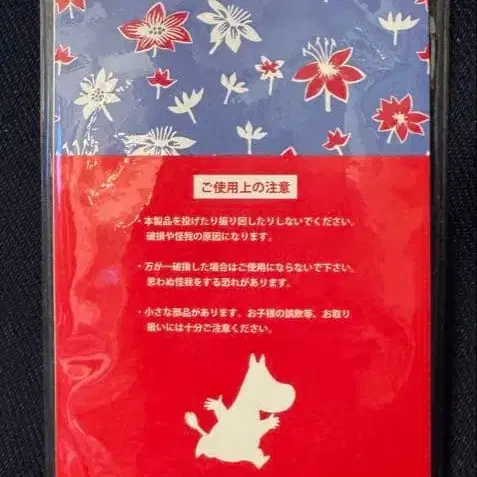 ご使用上の注意
・本製品を投げたり振り回したりしないでください。
破損や怪我の原因になります。
・万が一破損した場合はご使用にならないで下さい。
思わぬ怪我をする恐れがあります。
・小さな部品があります。お子様の誤飲等、お取り
扱いには十分ご注意ください。